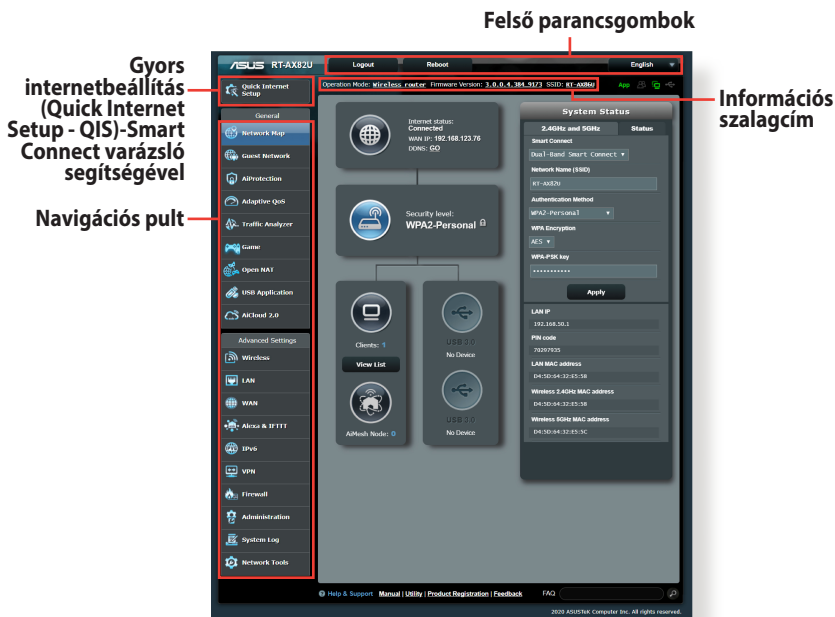 Felső parancsgombok
Gyors
internetbeállítás
(Quick Internet
Setup - QIS)-Smart
Connect varázsló
segítségével
Navigációs pult
Információs
szalagcím
ASUS RT-AX82U
Logout
Reboot
English
Quick Internet
Setup
Operation Mode: Wireless router Firmware Version: 3.0.0.4.384_9173 SSID: RT-AX86U
App
General
Network Map
Guest Network
AiProtection
Adaptive QoS
Traffic Analyzer
Game
Open NAT
USB Application
AiCloud 2.0
Advanced Settings
Wireless
LAN
WAN
Alexa & IFTTT
IPv6
VPN
Firewall
Administration
System Log
Network Tools
Internet status:
Connected
WAN IP: 192.168.123.76
DDNS: GO
Security level:
WPA2-Personal
Clients: 1
View List
AiMesh Node: 0
USB 3.0
No Device
USB 3.0
No Device
System Status
2.4GHz and 5GHz
Status
Smart Connect
Dual-Band Smart Connect
Network Name (SSID)
RT-AX82U
Authentication Method
WPA2-Personal
WPA Encryption
AES
WPA-PSK key
•••••••••••
Apply
LAN IP
192.168.50.1
PIN code
70297935
LAN MAC address
D4:5D:64:32:E5:58
Wireless 2.4GHz MAC address
D4:5D:64:32:E5:58
Wireless 5GHz MAC address
D4:5D:64:32:E5:5C
Help & Support Manual | Utility | Product Registration | Feedback FAQ
2020 ASUSTeK Computer Inc. All rights reserved.